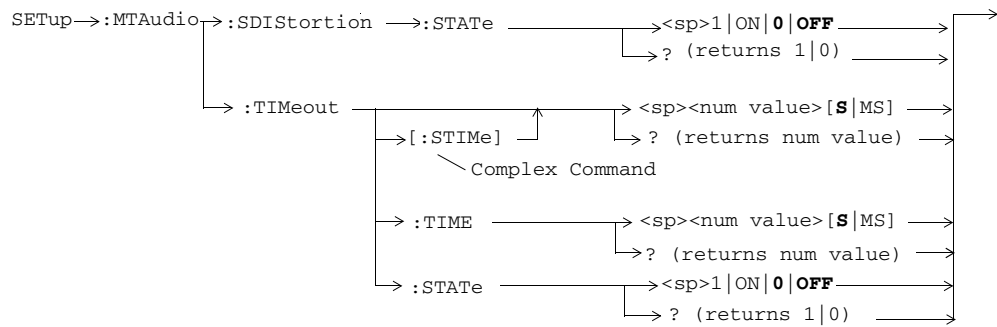 SETup :MTAudio :SDIStortion :STATe <sp>1|ON|0|OFF
? (returns 1|0)
:TIMeout <sp><num value>[S|MS]
[:STIMe] ? (returns num value)
Complex Command
:TIME <sp><num value>[S|MS]
? (returns num value)
:STATe <sp>1|ON|0|OFF
? (returns 1|0)